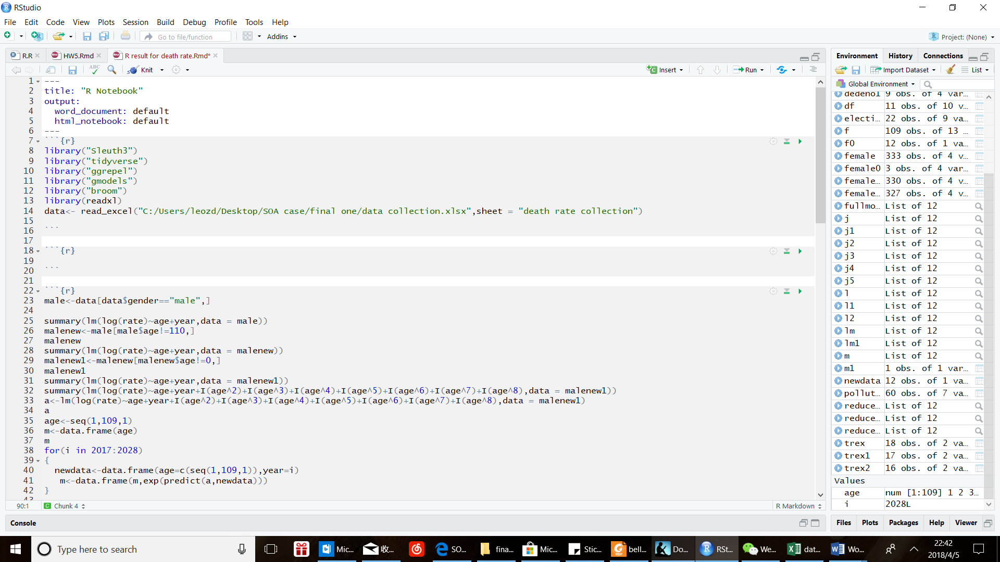 RStudio
File Edit Code View Plots Session Build Debug Profile Tools Help
Go to file/function Addins Project: (None)
R.R HW5.Rmd R result for death rate.Rmd*
ABC Knit Insert Run
1 ---
2 title: "R Notebook"
3 output:
4   word_document: default
5   html_notebook: default
6 ---
7 ```{r}
8 library("Sleuth3")
9 library("tidyverse")
10 library("ggrepel")
11 library("gmodels")
12 library("broom")
13 library(readxl)
14 data<- read_excel("C:/Users/leozd/Desktop/SOA case/final one/data collection.xlsx",sheet = "death rate collection")
15
16 ```
17
18 ```{r}
19
20 ```
21
22 ```{r}
23 male<-data[data$gender=="male",]
24
25 summary(lm(log(rate)~age+year,data = male))
26 malenew<-male[male$age!=110,]
27 malenew
28 summary(lm(log(rate)~age+year,data = malenew))
29 malenew1<-malenew[malenew$age!=0,]
30 malenew1
31 summary(lm(log(rate)~age+year,data = malenew1))
32 summary(lm(log(rate)~age+year+I(age^2)+I(age^3)+I(age^4)+I(age^5)+I(age^6)+I(age^7)+I(age^8),data = malenew1))
33 a<-lm(log(rate)~age+year+I(age^2)+I(age^3)+I(age^4)+I(age^5)+I(age^6)+I(age^7)+I(age^8),data = malenew1)
34 a
35 age<-seq(1,109,1)
36 m<-data.frame(age)
37 m
38 for(i in 2017:2028)
39 {
40   newdata<-data.frame(age=c(seq(1,109,1)),year=i)
41    m<-data.frame(m,exp(predict(a,newdata)))
42 }
43
90:1 Chunk 4 R Markdown
Console
Environment History Connections
Import Dataset List
Global Environment
dedeno1 9 obs. of 4 var…
df 11 obs. of 10 v…
electi… 22 obs. of 9 va…
f 109 obs. of 13 …
f0 12 obs. of 1 va…
female 333 obs. of 4 v…
female0 3 obs. of 4 var…
female… 330 obs. of 4 v…
female… 327 obs. of 4 v…
fullmo… List of 12
j List of 12
j1 List of 12
j2 List of 12
j3 List of 12
j4 List of 12
j5 List of 12
l List of 12
l1 List of 12
l2 List of 12
lm List of 12
lm1 List of 12
m List of 12
m1 1 obs. of 1 var…
newdata 12 obs. of 1 va…
pollut… 60 obs. of 7 va…
reduce… List of 12
reduce… List of 12
reduce… List of 12
trex 18 obs. of 2 va…
trex1 17 obs. of 2 va…
trex2 16 obs. of 2 va…
Values
age num [1:109] 1 2 3…
i 2028L
Files Plots Packages Help Viewer
Type here to search Mic... 收... SO... fina... Mic... Stic... bell... Do... RSt... We... dat... Wo... 22:42
2018/4/5